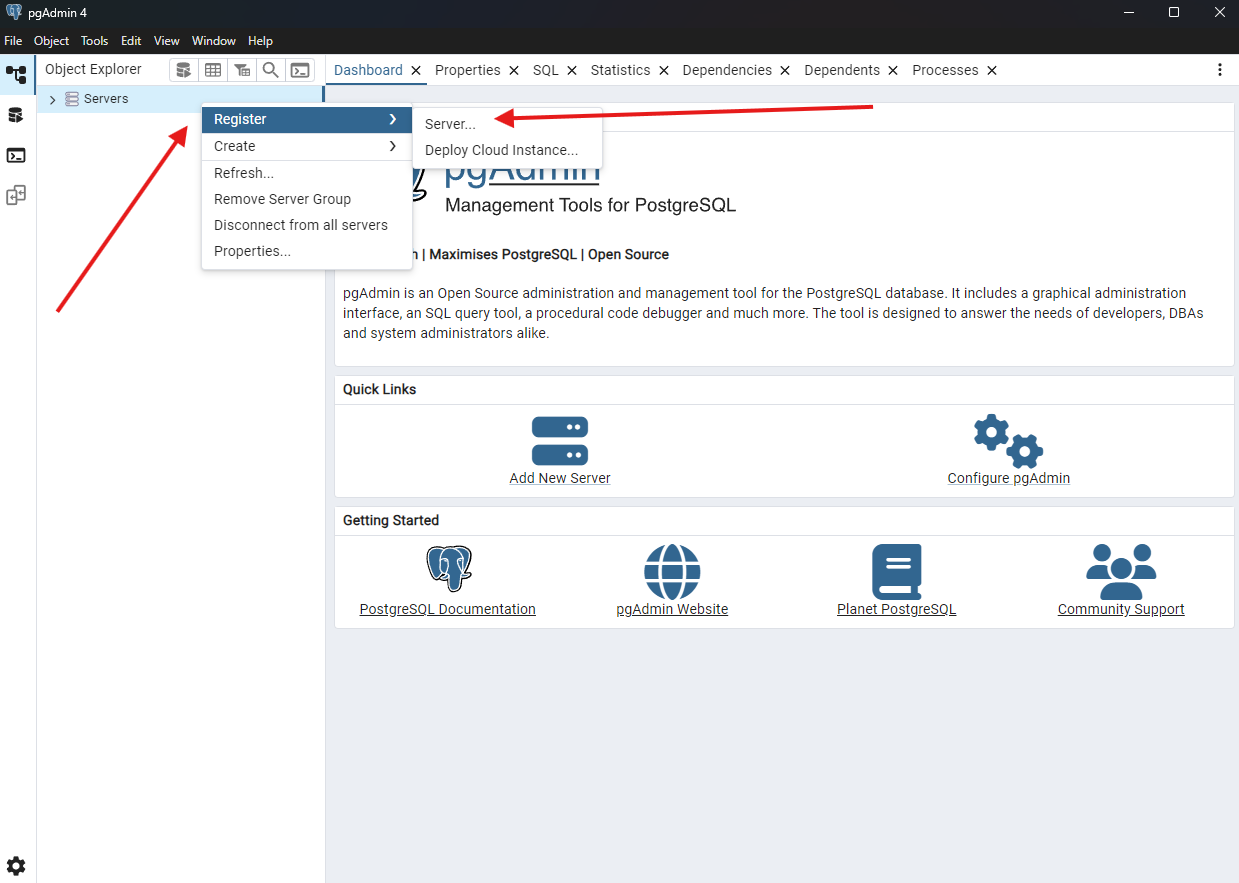 pgAdmin 4
File Object Tools Edit View Window Help
Object Explorer
Dashboard Properties SQL Statistics Dependencies Dependents Processes
Servers
Register
Create
Refresh...
Remove Server Group
Disconnect from all servers
Properties...
Server...
Deploy Cloud Instance...
pgAdmin
Management Tools for PostgreSQL
| Maximises PostgreSQL | Open Source
pgAdmin is an Open Source administration and management tool for the PostgreSQL database. It includes a graphical administration
interface, an SQL query tool, a procedural code debugger and much more. The tool is designed to answer the needs of developers, DBAs
and system administrators alike.
Quick Links
Add New Server
Configure pgAdmin
Getting Started
PostgreSQL Documentation
pgAdmin Website
Planet PostgreSQL
Community Support